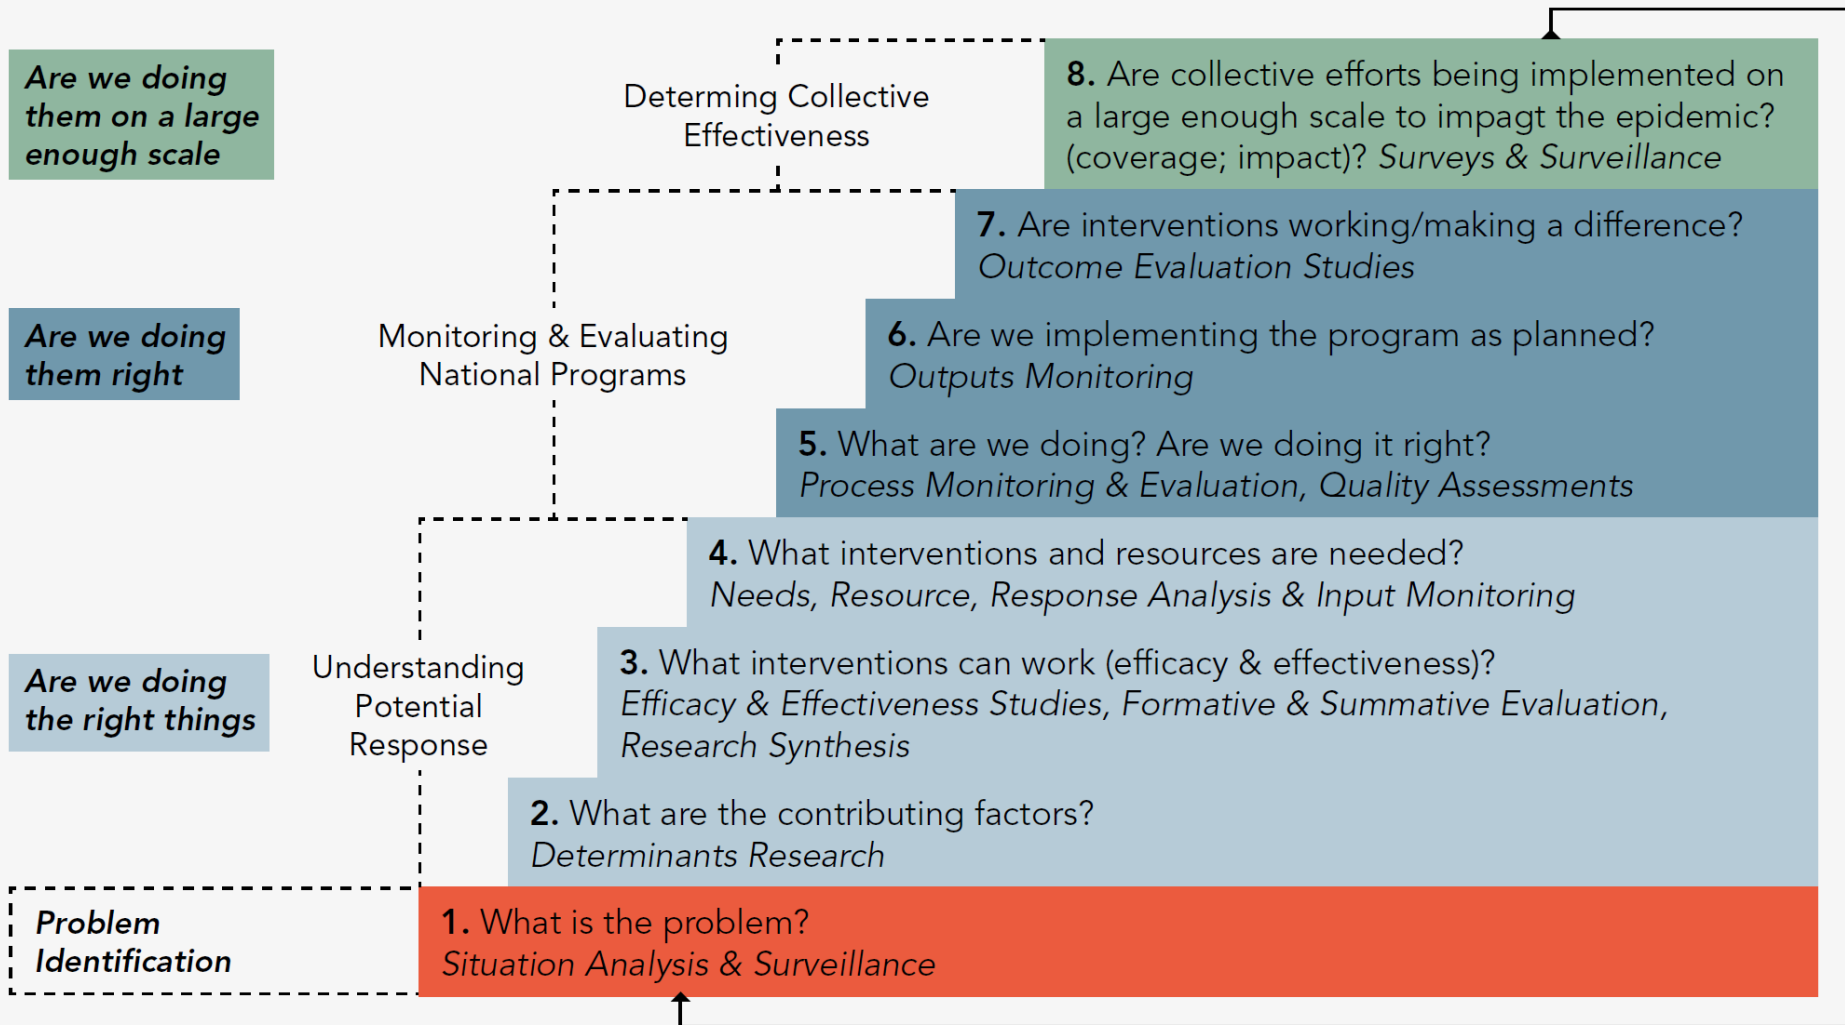 Are we doing
them on a large
enough scale
Determing Collective
Effectiveness
8. Are collective efforts being implemented on
a large enough scale to impagt the epidemic?
(coverage; impact)? Surveys & Surveillance
7. Are interventions working/making a difference?
Outcome Evaluation Studies
Are we doing
them right
Monitoring & Evaluating
National Programs
6. Are we implementing the program as planned?
Outputs Monitoring
5. What are we doing? Are we doing it right?
Process Monitoring & Evaluation, Quality Assessments
4. What interventions and resources are needed?
Needs, Resource, Response Analysis & Input Monitoring
Are we doing
the right things
Understanding
Potential
Response
3. What interventions can work (efficacy & effectiveness)?
Efficacy & Effectiveness Studies, Formative & Summative Evaluation,
Research Synthesis
2. What are the contributing factors?
Determinants Research
Problem
Identification
1. What is the problem?
Situation Analysis & Surveillance